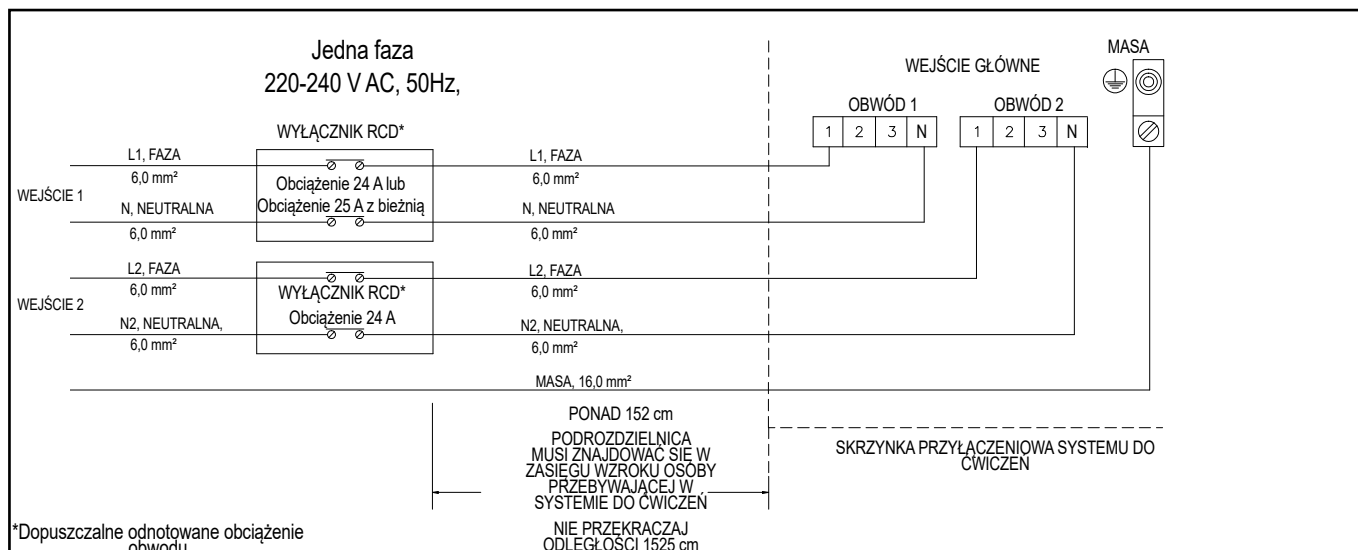 Jedna faza
220-240 V AC, 50Hz,
WYŁĄCZNIK RCD*
L1, FAZA
6,0 mm²
WEJŚCIE 1
N, NEUTRALNA
6,0 mm²
Obciążenie 24 A lub
Obciążenie 25 A z bieżnią
L1, FAZA
6,0 mm²
N, NEUTRALNA
6,0 mm²
L2, FAZA
6,0 mm²
WEJŚCIE 2
N2, NEUTRALNA,
6,0 mm²
WYŁĄCZNIK RCD*
Obciążenie 24 A
L2, FAZA
6,0 mm²
N2, NEUTRALNA,
6,0 mm²
MASA, 16,0 mm²
WEJŚCIE GŁÓWNE
MASA
OBWÓD 1
OBWÓD 2
1 2 3 N
1 2 3 N
PONAD 152 cm
PODROZDZIELNICA
MUSI ZNAJDOWAĆ SIĘ W
ZASIĘGU WZROKU OSOBY
PRZEBYWAJĄCEJ W
SYSTEMIE DO ĆWICZEŃ
NIE PRZEKRACZAJ
ODLEGŁOŚCI 1525 cm
SKRZYNKA PRZYŁĄCZENIOWA SYSTEMU DO
ĆWICZEŃ
*Dopuszczalne odnotowane obciążenie
obwodu